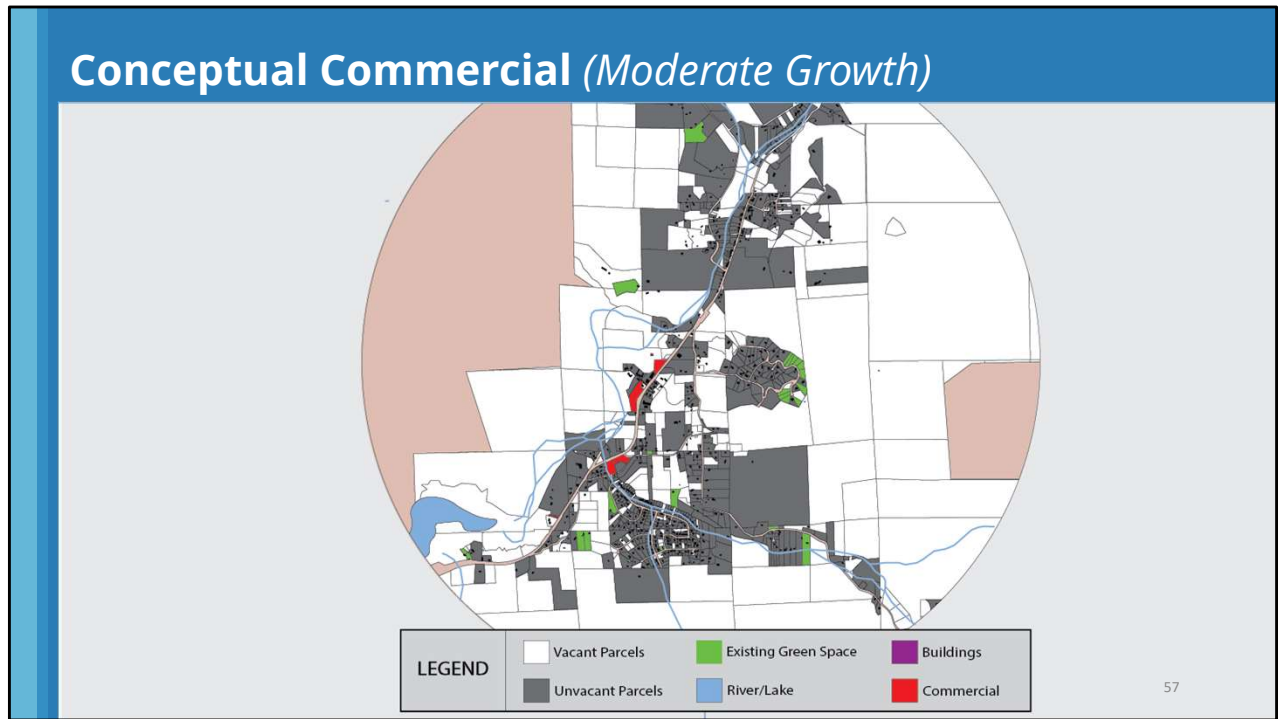 Conceptual Commercial (Moderate Growth)
LEGEND
Vacant Parcels
Existing Green Space
Buildings
Unvacant Parcels
River/Lake
Commercial
57